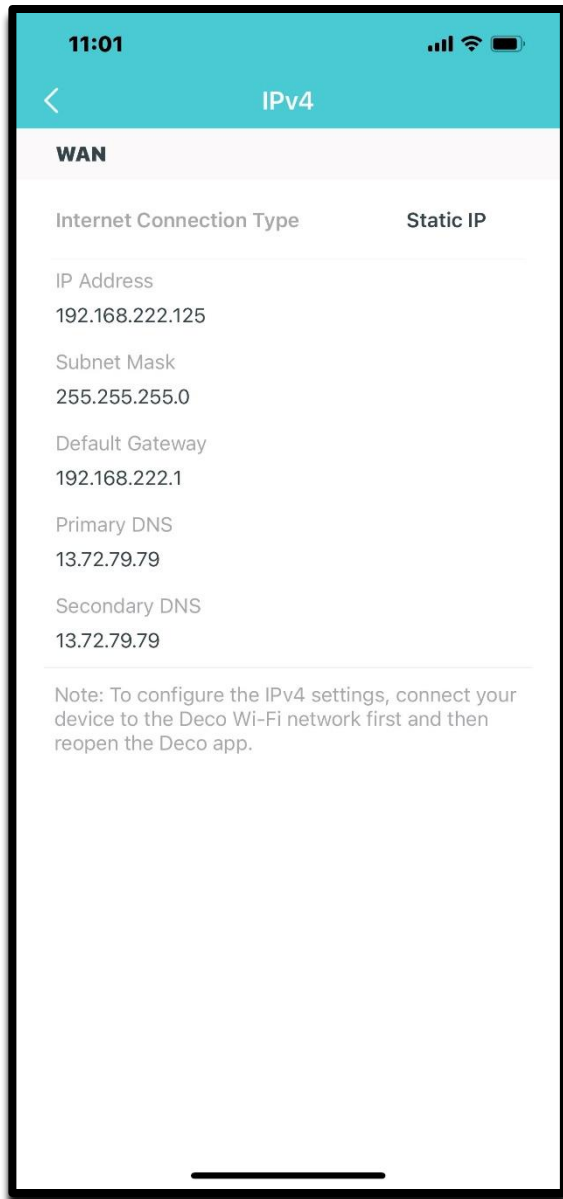 11:01
IPv4
WAN
Internet Connection Type Static IP
IP Address
192.168.222.125
Subnet Mask
255.255.255.0
Default Gateway
192.168.222.1
Primary DNS
13.72.79.79
Secondary DNS
13.72.79.79
Note: To configure the IPv4 settings, connect your
device to the Deco Wi-Fi network first and then
reopen the Deco app.